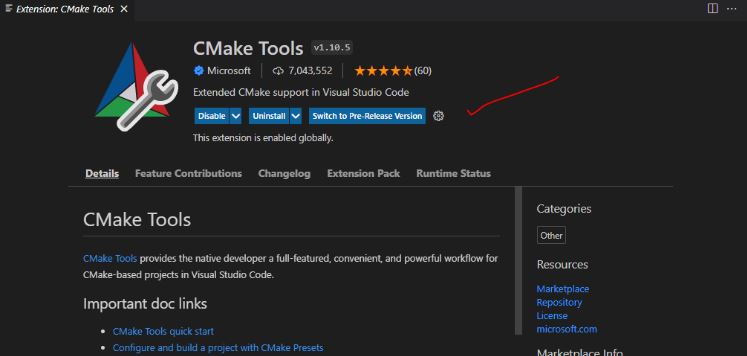 Extension: CMake Tools
CMake Tools v1.10.5
Microsoft 7,043,552 (60)
Extended CMake support in Visual Studio Code
Disable Uninstall Switch to Pre-Release Version
This extension is enabled globally.
Details Feature Contributions Changelog Extension Pack Runtime Status
CMake Tools
CMake Tools provides the native developer a full-featured, convenient, and powerful workflow for
CMake-based projects in Visual Studio Code.
Important doc links
• CMake Tools quick start
• Configure and build a project with CMake Presets
Categories
Other
Resources
Marketplace
Repository
License
microsoft.com
Marketplace Info